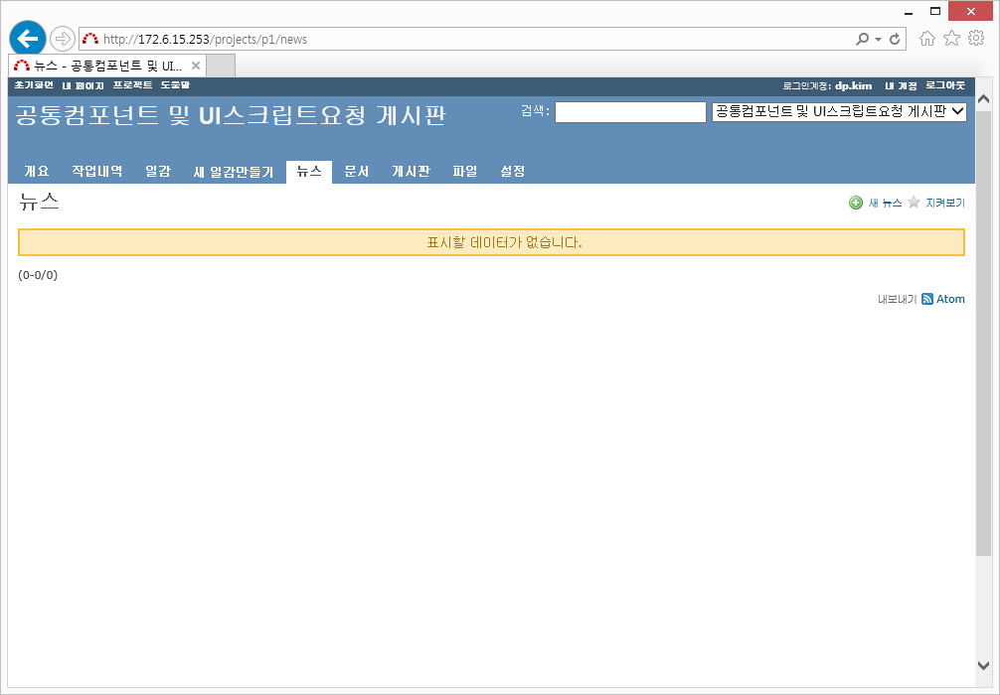 http://172.6.15.253/projects/p1/news
뉴스 - 공통컴포넌트 및 UI...
초기화면 내 페이지 프로젝트 도움말 로그인계정: dp.kim 내 계정 로그아웃
공통컴포넌트 및 UI스크립트요청 게시판 검색: 공통컴포넌트 및 UI스크립트요청 게시판
개요 작업내역 일감 새 일감만들기 뉴스 문서 게시판 파일 설정
뉴스 새 뉴스 지켜보기
표시할 데이터가 없습니다.
(0-0/0)
내보내기 Atom